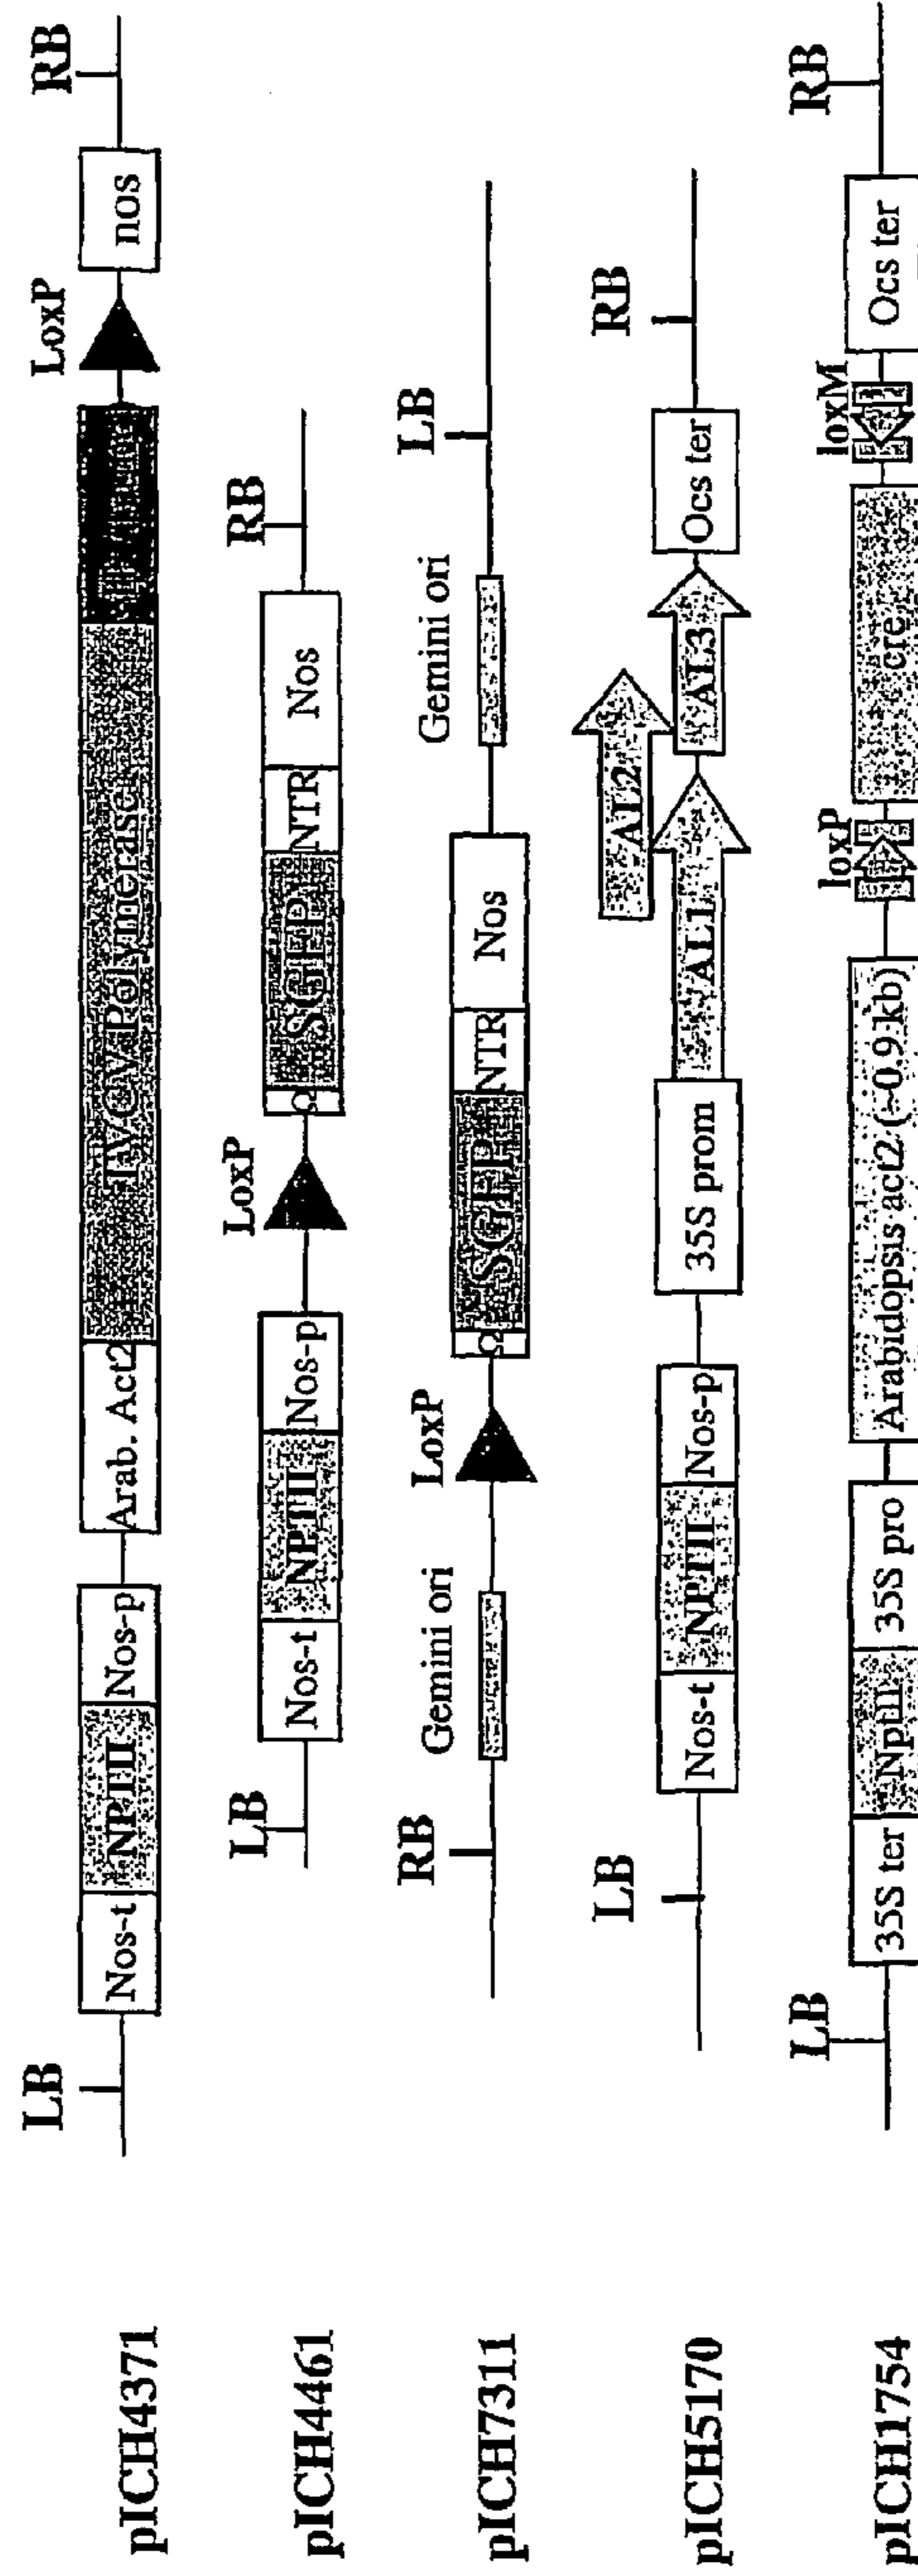 pICH4371
LB
Nos-t NPTII Nos-p Arab. Act2 TVCV Polymerase
LoxP
nos
RB
pICH4461
LB
Nos-t NPTII Nos-p
LoxP
Ω SGFP NTR Nos
RB
pICH7311
RB
Gemini ori
LoxP
Ω SGFP NTR Nos
Gemini ori
LB
pICH5170
LB
Nos-t NPTII Nos-p
35S prom
AL1
AL2
AL3
Ocs ter
RB
pICH1754
LB
35S ter NptII 35S pro
Arabidopsis act2 (~0.9 kb)
loxP
cre
loxM
Ocs ter
RB